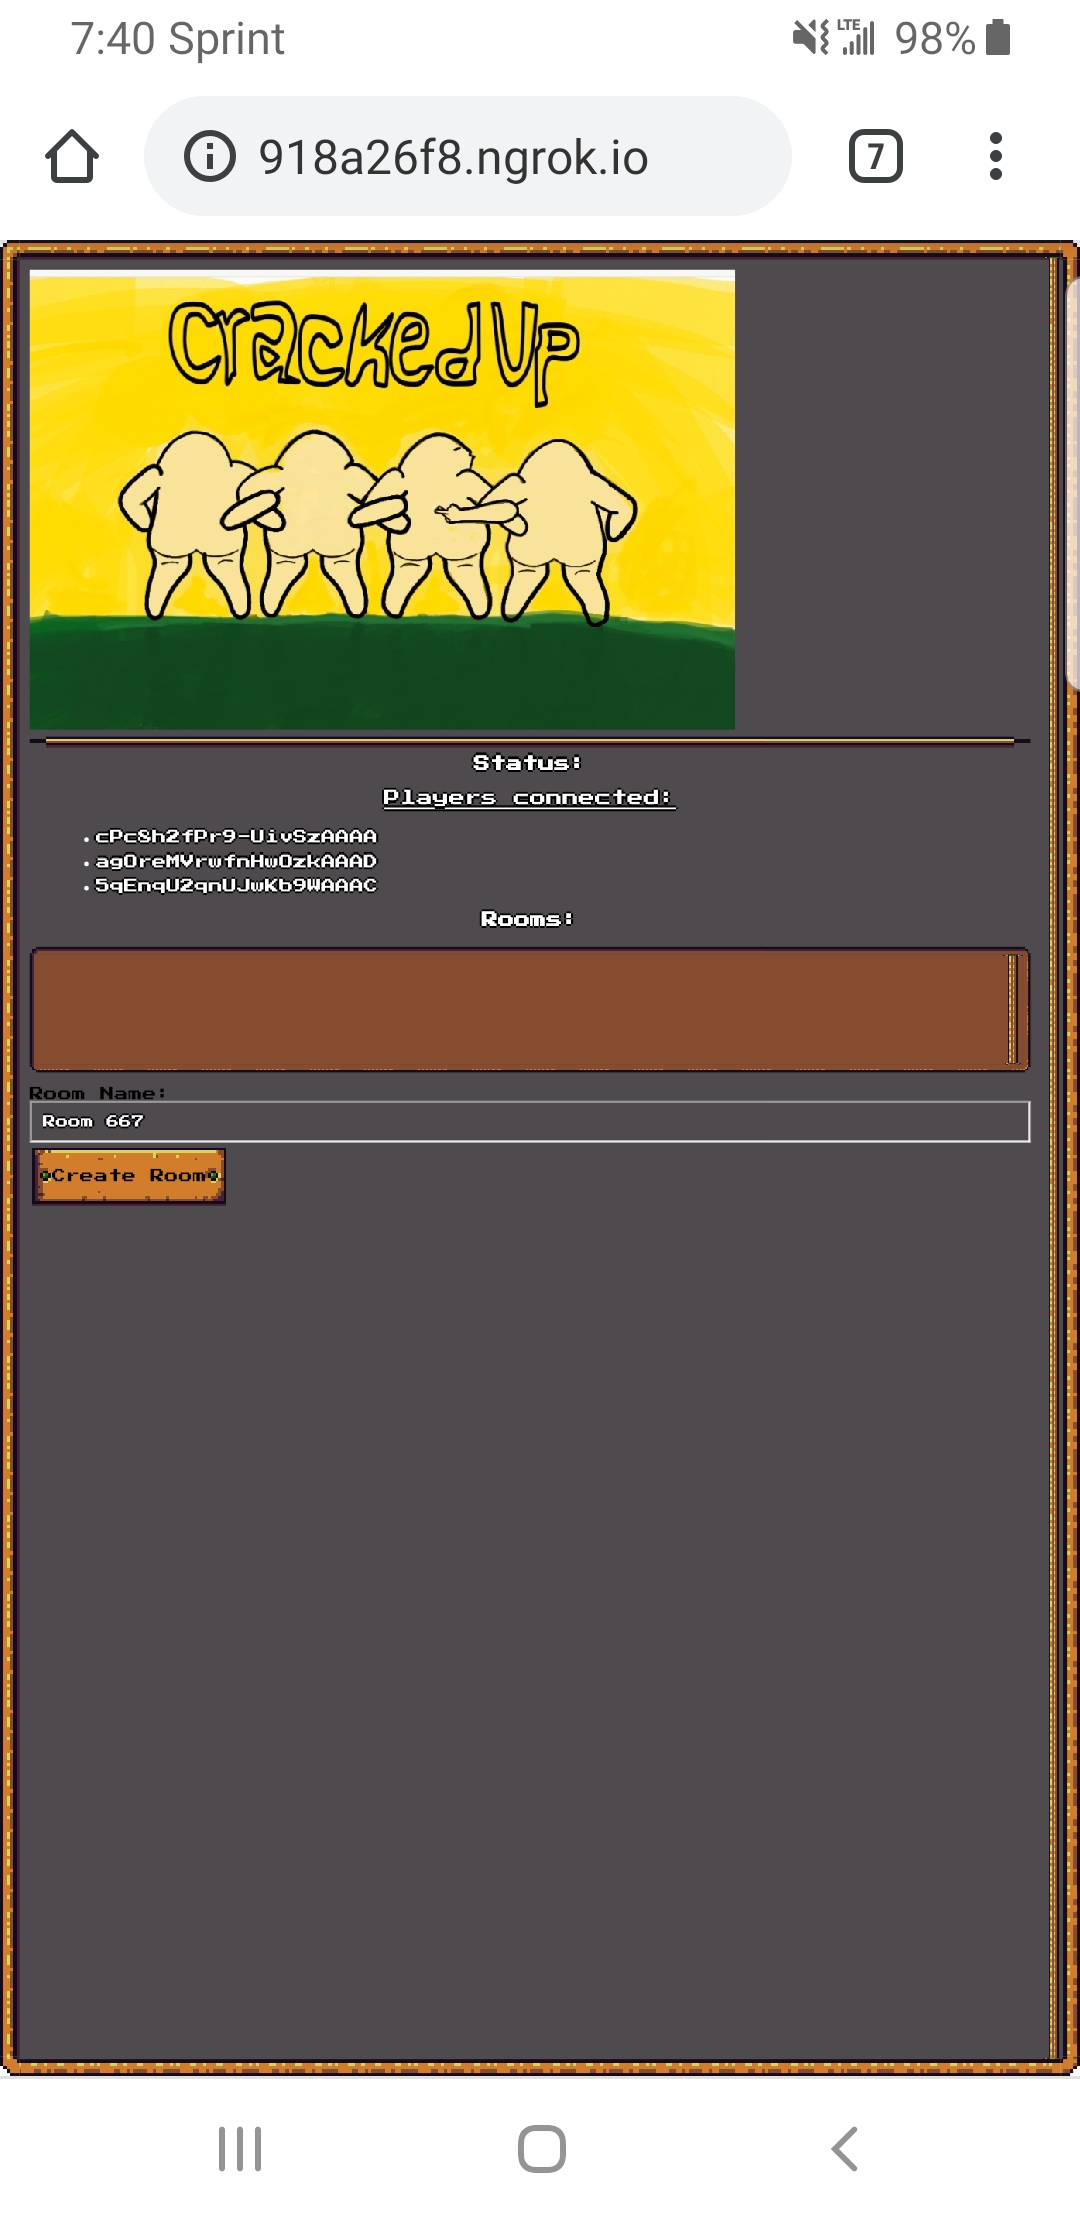 7:40 Sprint LTE 98%
918a26f8.ngrok.io 7
Cracked Up
Status:
Players connected:
cPc8h2fPr9-UivSzAAAA
agOreMVrwfnHwOzkAAAD
5qEnqU2qnUJwKb9WAAAC
Rooms:
Room Name:
Room 667
Create Room